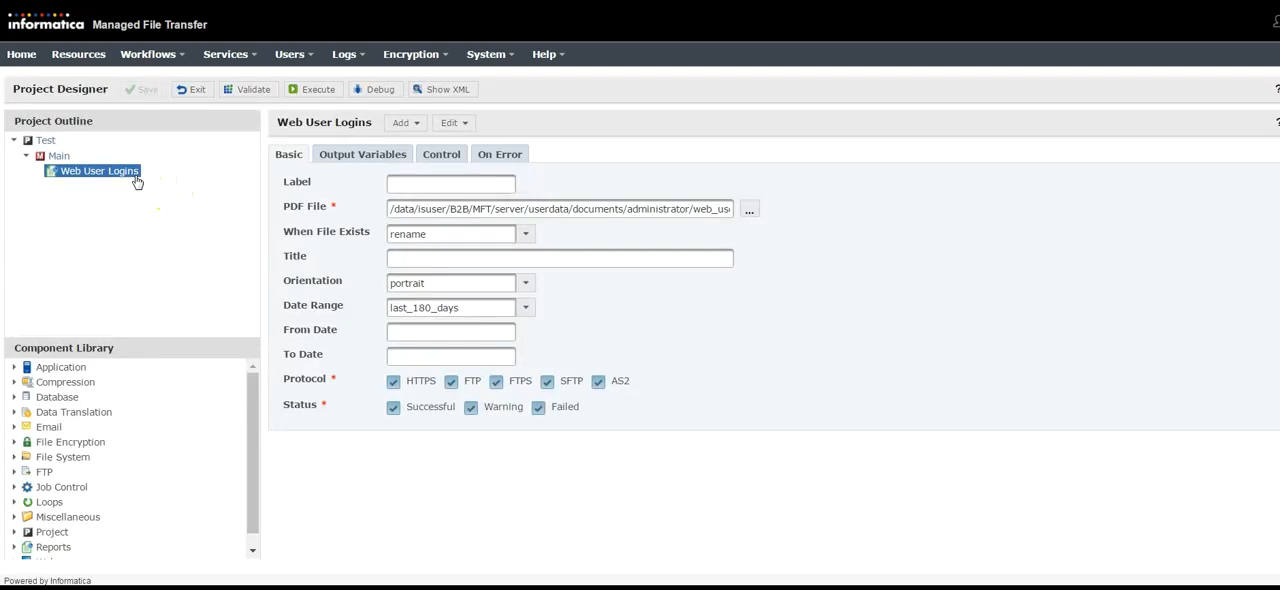 informatica Managed File Transfer
Home Resources Workflows Services Users Logs Encryption System Help
Project Designer Save Exit Validate Execute Debug Show XML ?
Project Outline
Test
Main
Web User Logins
Component Library
Application
Compression
Database
Data Translation
Email
File Encryption
File System
FTP
Job Control
Loops
Miscellaneous
Project
Reports
Web User Logins Add Edit ?
Basic Output Variables Control On Error
Label
PDF File * /data/isuser/B2B/MFT/server/userdata/documents/administrator/web_us ...
When File Exists rename
Title
Orientation portrait
Date Range last_180_days
From Date
To Date
Protocol * HTTPS FTP FTPS SFTP AS2
Status * Successful Warning Failed
Powered by Informatica